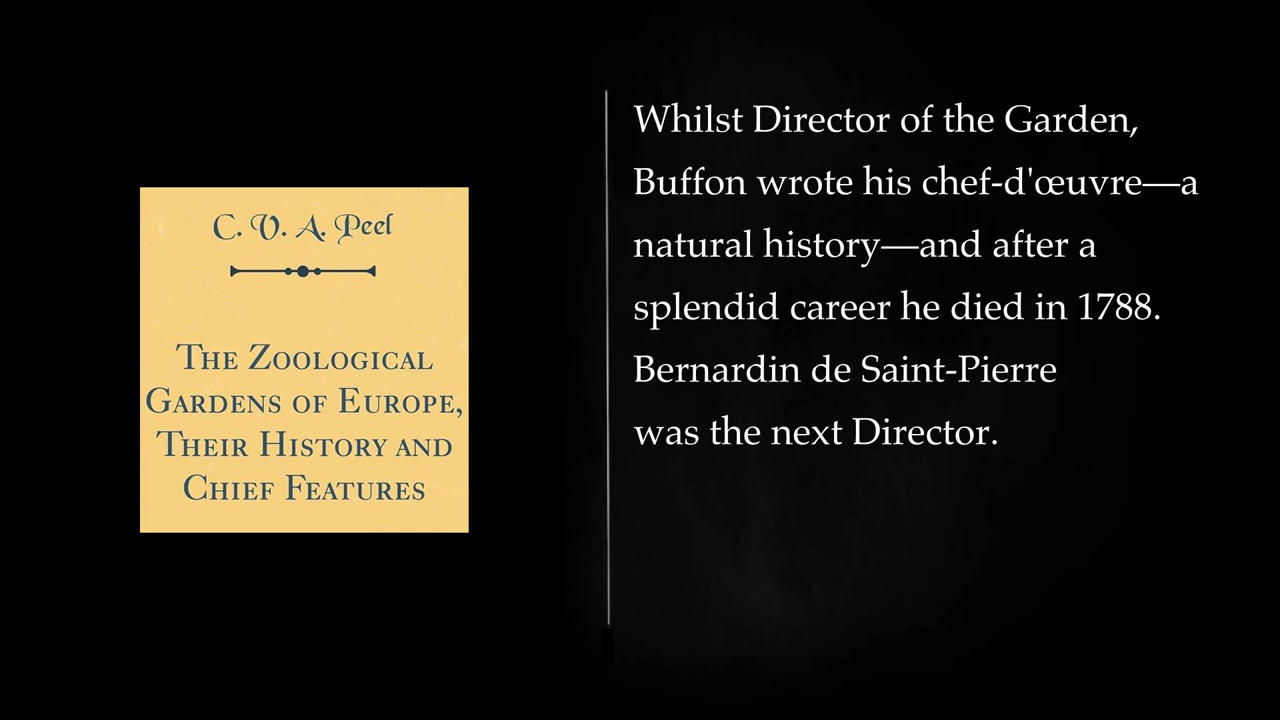 C. V. A. Peel
The Zoological
Gardens of Europe,
Their History and
Chief Features
Whilst Director of the Garden,
Buffon wrote his chef-d'œuvre—a
natural history—and after a
splendid career he died in 1788.
Bernardin de Saint-Pierre
was the next Director.